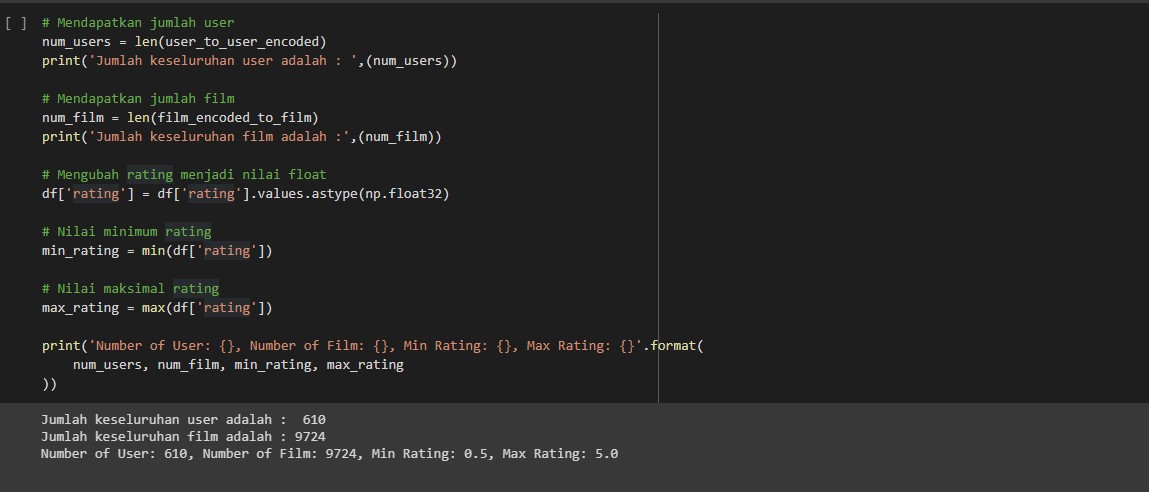 [ ] # Mendapatkan jumlah user
num_users = len(user_to_user_encoded)
print('Jumlah keseluruhan user adalah : ',(num_users))
# Mendapatkan jumlah film
num_film = len(film_encoded_to_film)
print('Jumlah keseluruhan film adalah :',(num_film))
# Mengubah rating menjadi nilai float
df['rating'] = df['rating'].values.astype(np.float32)
# Nilai minimum rating
min_rating = min(df['rating'])
# Nilai maksimal rating
max_rating = max(df['rating'])
print('Number of User: {}, Number of Film: {}, Min Rating: {}, Max Rating: {}'.format(
    num_users, num_film, min_rating, max_rating
))
Jumlah keseluruhan user adalah :  610
Jumlah keseluruhan film adalah : 9724
Number of User: 610, Number of Film: 9724, Min Rating: 0.5, Max Rating: 5.0